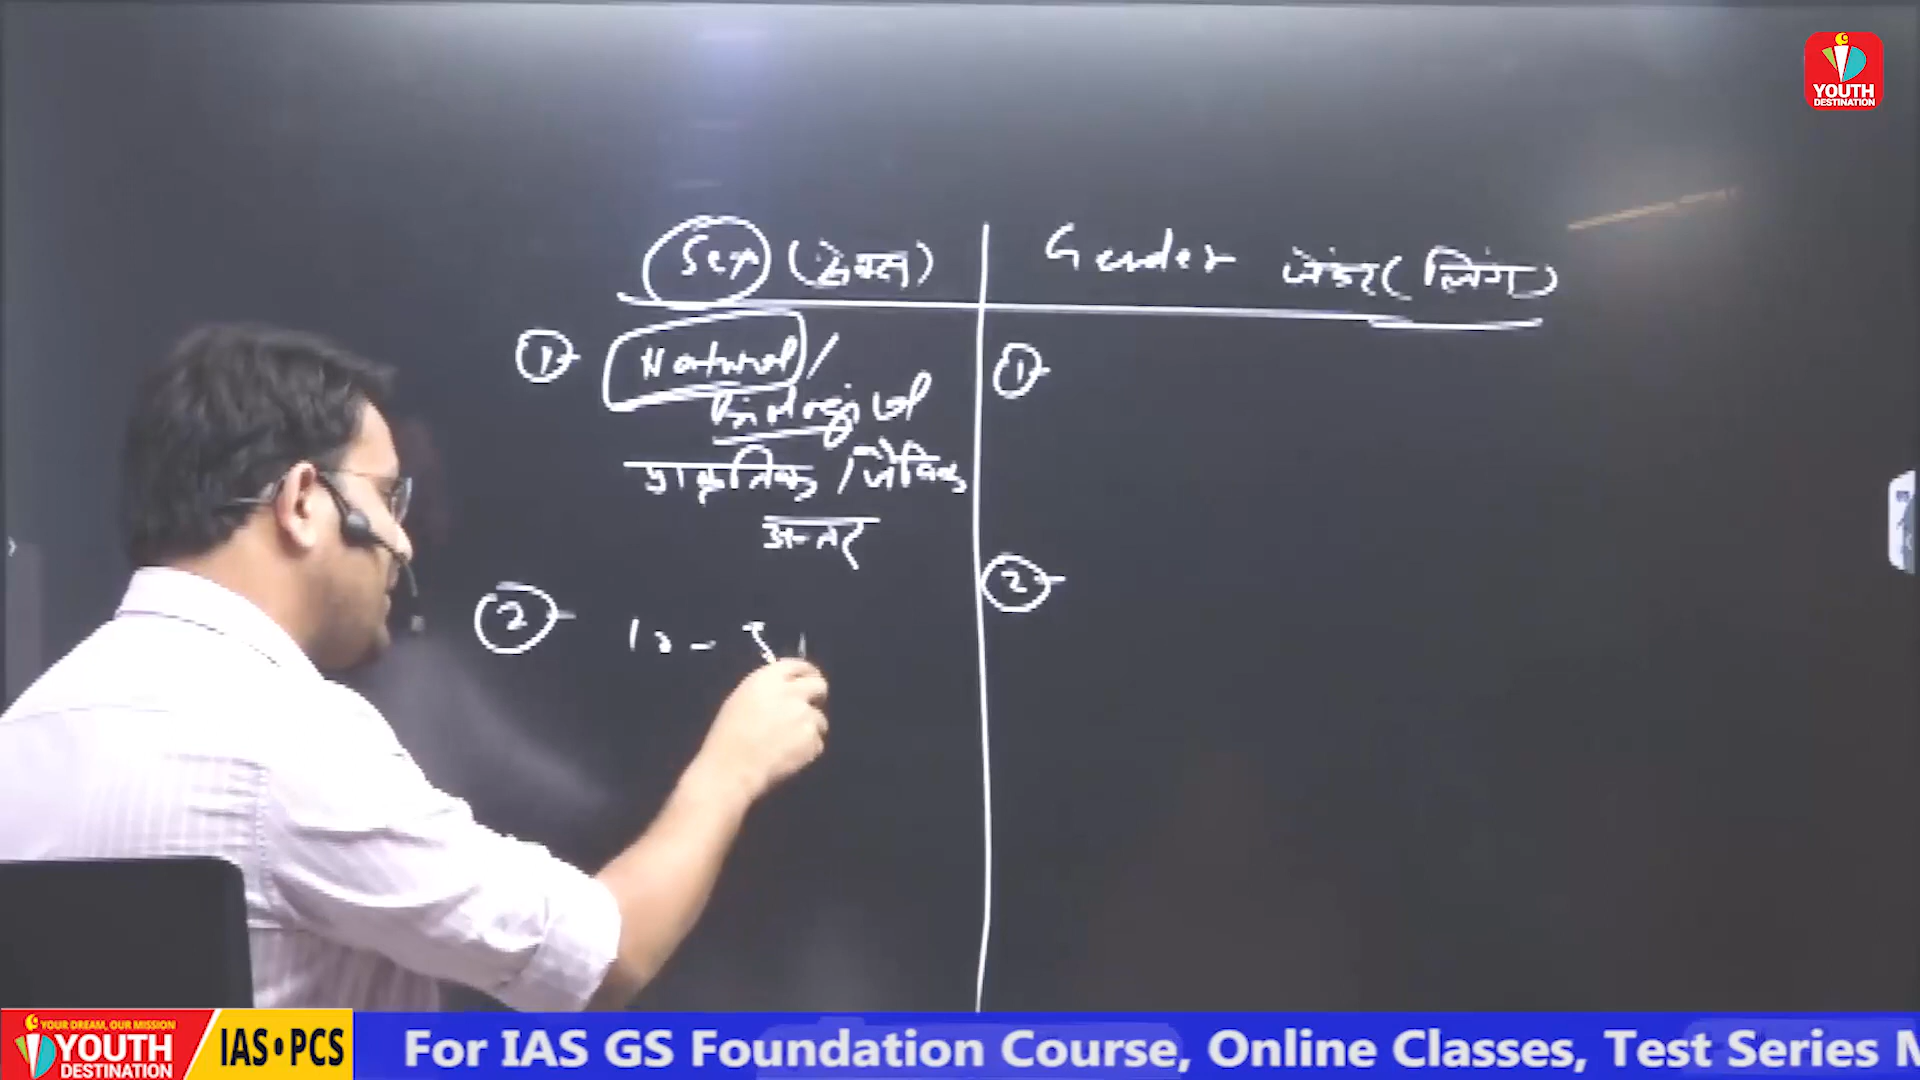 YOUTH
DESTINATION
Sex (सेक्स)
Gender जेंडर (लिंग)
① Natural /
Biological
प्राकृतिक / जैविक
अन्तर
②
①
②
YOUR DREAM, OUR MISSION
YOUTH
DESTINATION
IAS•PCS
For IAS GS Foundation Course, Online Classes, Test Series